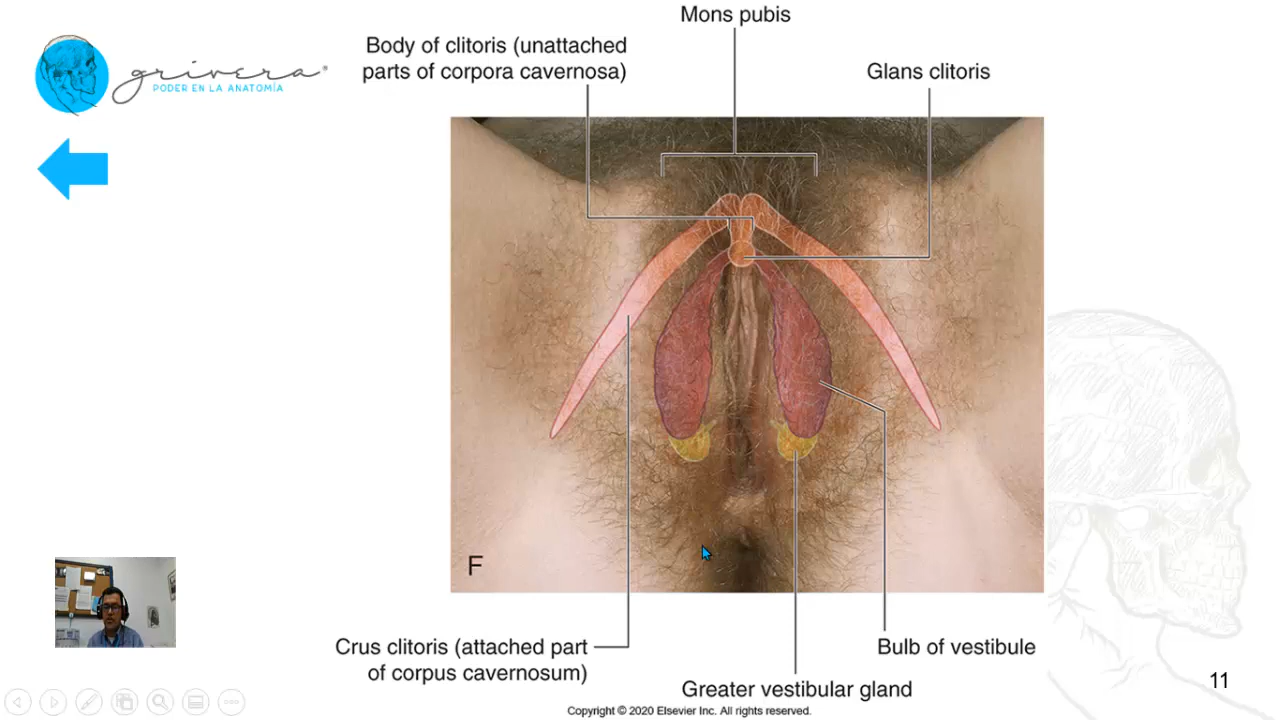 Mons pubis
Body of clitoris (unattached
parts of corpora cavernosa)
Glans clitoris
grivera®
PODER EN LA ANATOMÍA
F
Crus clitoris (attached part
of corpus cavernosum)
Bulb of vestibule
Greater vestibular gland
11
Copyright © 2020 Elsevier Inc. All rights reserved.